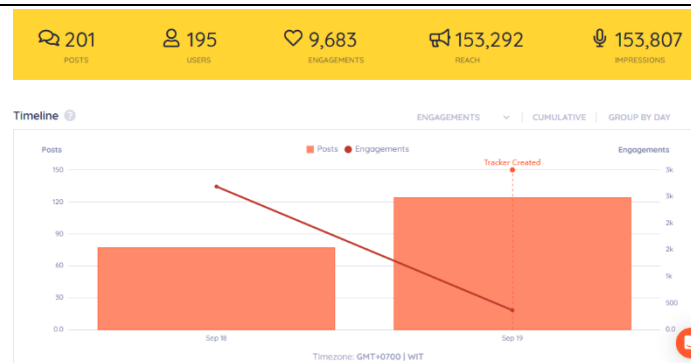 201 195 9,683 153,292 153,807
POSTS USERS ENGAGEMENTS REACH IMPRESSIONS
Timeline ?
ENGAGEMENTS CUMULATIVE GROUP BY DAY
Posts Posts Engagements Engagements
Tracker Created
150 3k
120 3k
90 2k
2k
60 1k
30 500
0.0 0.0
Sep 18 Sep 19
Timezone: GMT+0700 | WIT